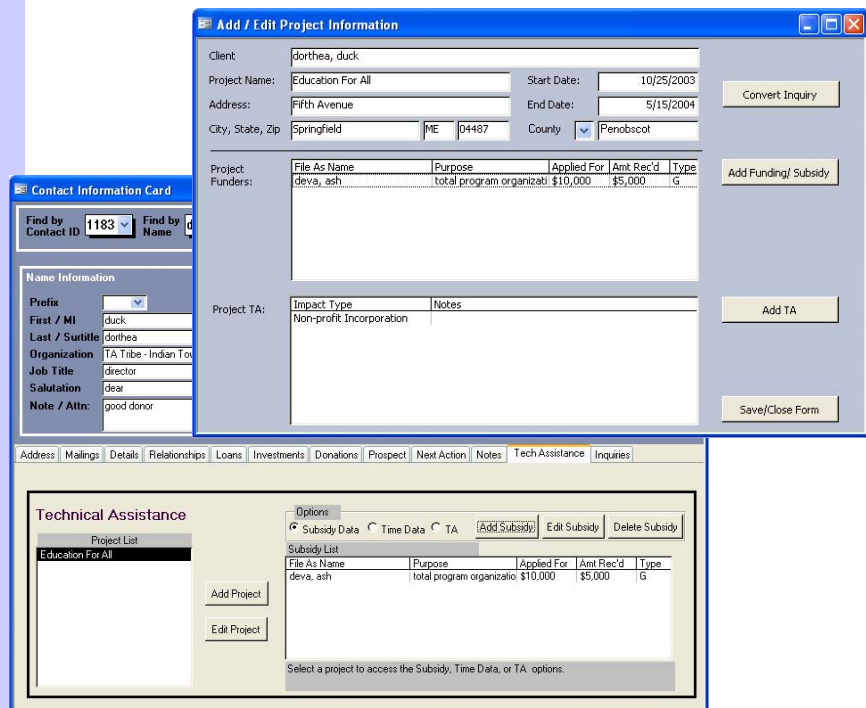 Add / Edit Project Information
Client dorthea, duck
Project Name: Education For All Start Date: 10/25/2003
Convert Inquiry
Address: Fifth Avenue End Date: 5/15/2004
City, State, Zip Springfield ME 04487 County Penobscot
Project Funders:
File As Name Purpose Applied For Amt Rec'd Type
deva, ash total program organizati $10,000 $5,000 G
Add Funding/ Subsidy
Project TA:
Impact Type Notes
Non-profit Incorporation
Add TA
Save/Close Form
Contact Information Card
Find by Contact ID 1183 Find by Name d
Name Information
Prefix
First / MI duck
Last / Surtitle dorthea
Organization TA Tribe - Indian Tow
Job Title director
Salutation dear
Note / Attn: good donor
Address Mailings Details Relationships Loans Investments Donations Prospect Next Action Notes Tech Assistance Inquiries
Technical Assistance
Project List
Education For All
Add Project
Edit Project
Options
Subsidy Data Time Data TA Add Subsidy Edit Subsidy Delete Subsidy
Subsidy List
File As Name Purpose Applied For Amt Rec'd Type
deva, ash total program organizatio $10,000 $5,000 G
Select a project to access the Subsidy, Time Data, or TA options.